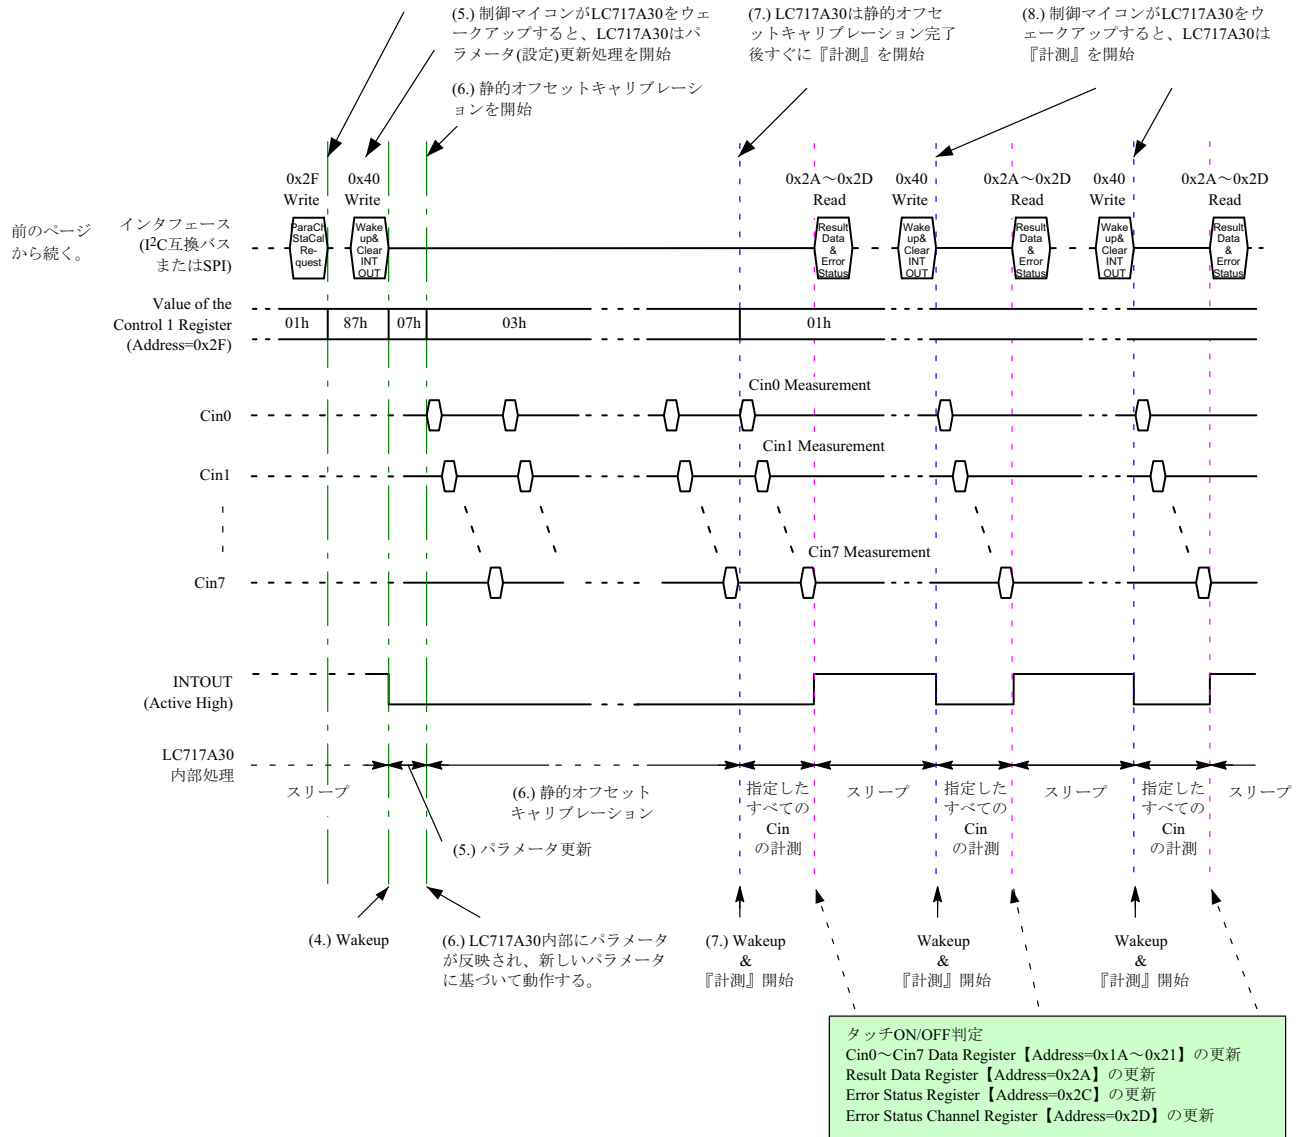 (5.) 制御マイコンがLC717A30をウェ
ークアップすると、LC717A30はパ
ラメータ(設定)更新処理を開始
(6.) 静的オフセットキャリブレーシ
ョンを開始
(7.) LC717A30は静的オフセ
ットキャリブレーション完了
後すぐに『計測』を開始
(8.) 制御マイコンがLC717A30をウ
ェークアップすると、LC717A30は
『計測』を開始
0x2F
Write
0x40
Write
0x2A～0x2D
Read
0x40
Write
0x2A～0x2D
Read
0x40
Write
0x2A～0x2D
Read
前のページ
から続く。
インタフェース
(I²C互換バス
またはSPI)
ParaCh
StaCal
Re-
quest
Wake
up&
Clear
INT
OUT
Result
Data
&
Error
Status
Wake
up&
Clear
INT
OUT
Result
Data
&
Error
Status
Wake
up&
Clear
INT
OUT
Result
Data
&
Error
Status
Value of the
Control 1 Register
(Address=0x2F)
01h
87h
07h
03h
01h
Cin0 Measurement
Cin0
Cin1 Measurement
Cin1
Cin7 Measurement
Cin7
INTOUT
(Active High)
LC717A30
内部処理
スリープ
(6.) 静的オフセット
キャリブレーション
指定した
すべての
Cin
の計測
スリープ
指定した
すべての
Cin
の計測
スリープ
指定した
すべての
Cin
の計測
スリープ
(5.) パラメータ更新
(4.) Wakeup
(6.) LC717A30内部にパラメータ
が反映され、新しいパラメータ
に基づいて動作する。
(7.) Wakeup
&
『計測』開始
Wakeup
&
『計測』開始
Wakeup
&
『計測』開始
タッチON/OFF判定
Cin0～Cin7 Data Register【Address=0x1A～0x21】の更新
Result Data Register【Address=0x2A】の更新
Error Status Register【Address=0x2C】の更新
Error Status Channel Register【Address=0x2D】の更新